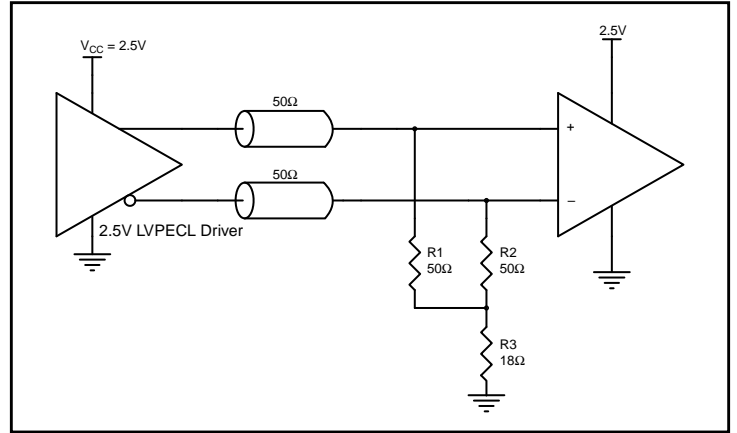 V_CC = 2.5V
2.5V
50Ω
+
50Ω
–
2.5V LVPECL Driver
R1
50Ω
R2
50Ω
R3
18Ω